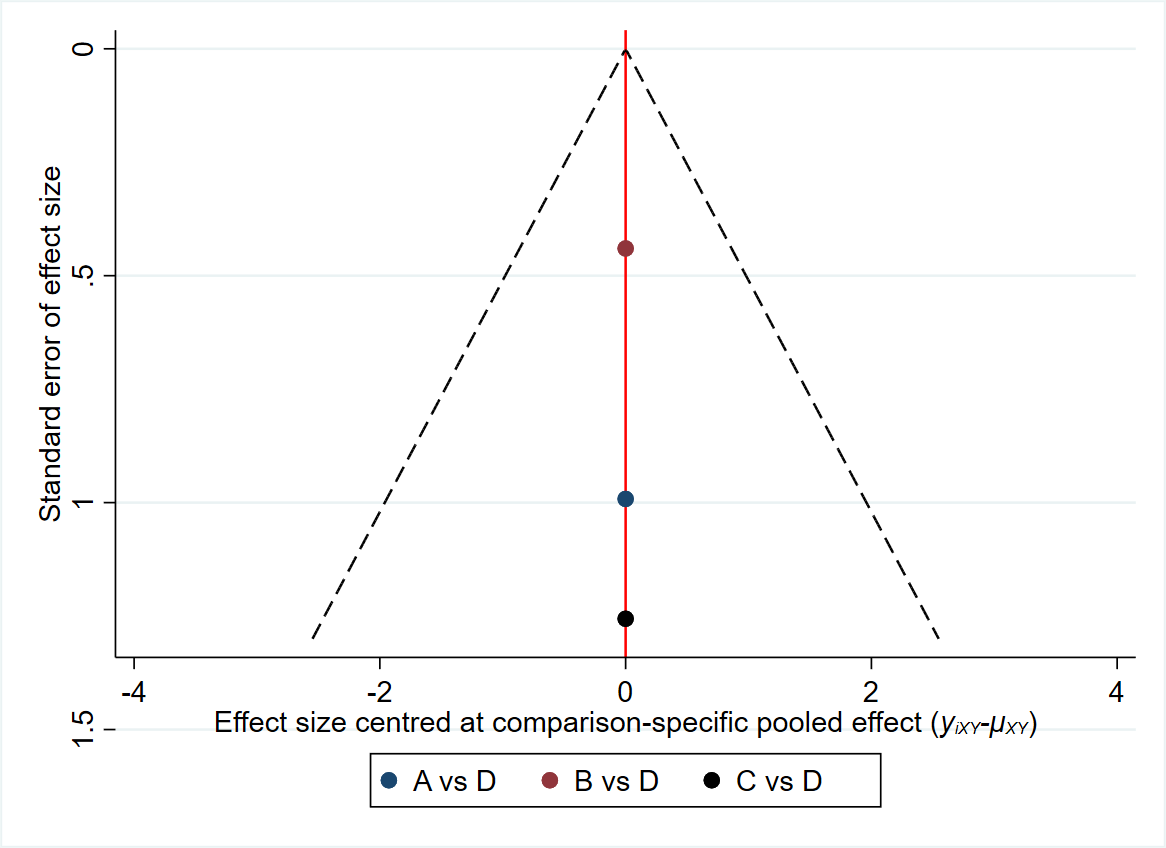 Standard error of effect size
0
.5
1
1.5
-4 -2 0 2 4
Effect size centred at comparison-specific pooled effect (yiXY-μXY)
A vs D B vs D C vs D